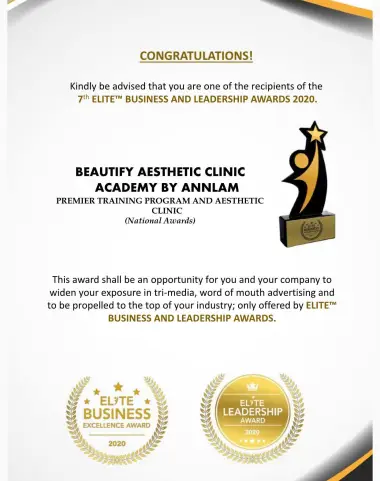 CONGRATULATIONS!
Kindly be advised that you are one of the recipients of the
7th ELITE™ BUSINESS AND LEADERSHIP AWARDS 2020.
BEAUTIFY AESTHETIC CLINIC
ACADEMY BY ANNLAM
PREMIER TRAINING PROGRAM AND AESTHETIC
CLINIC
(National Awards)
This award shall be an opportunity for you and your company to
widen your exposure in tri-media, word of mouth advertising and
to be propelled to the top of your industry; only offered by ELITE™
BUSINESS AND LEADERSHIP AWARDS.
ELITE
BUSINESS
EXCELLENCE AWARD
2020
ELITE
LEADERSHIP
AWARD
2020